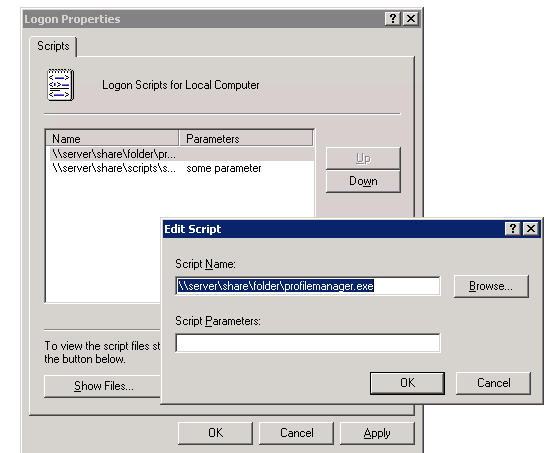 Logon Properties
Scripts
Logon Scripts for Local Computer
Name Parameters
\\server\share\folder\pr...
\\server\share\scripts\s... some parameter
Up
Down
Edit Script
Script Name:
\\server\share\folder\profilemanager.exe
Browse...
Script Parameters:
OK Cancel
To view the script files st
the button below.
Show Files...
OK Cancel Apply